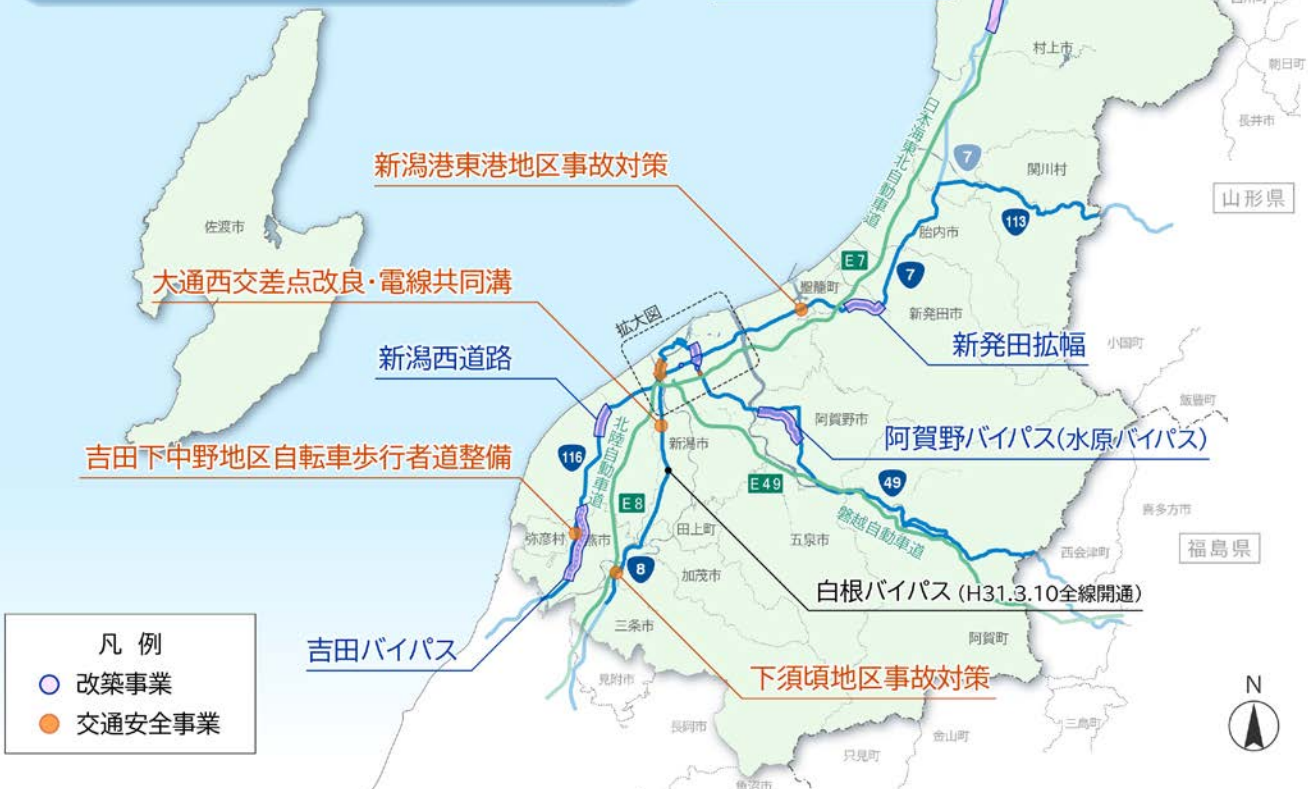 村上市
朝日町
長井市
日本海東北自動車道
7
関川村
山形県
新潟港東港地区事故対策
佐渡市
113
胎内市
E7
7
大通西交差点改良・電線共同溝
聖籠町
新発田市
拡大図
新発田拡幅
小国町
新潟西道路
飯豊町
阿賀野市
阿賀野バイパス(水原バイパス)
新潟市
吉田下中野地区自転車歩行者道整備
116
北陸自動車道
E49
49
E8
喜多方市
磐越自動車道
弥彦村
燕市
田上町
五泉市
西会津町
福島県
8
加茂市
白根バイパス(H31.3.10全線開通)
三条市
阿賀町
吉田バイパス
下須頃地区事故対策
見附市
凡例
改築事業
交通安全事業
N
長岡市
三島町
金山町
只見町
魚沼市